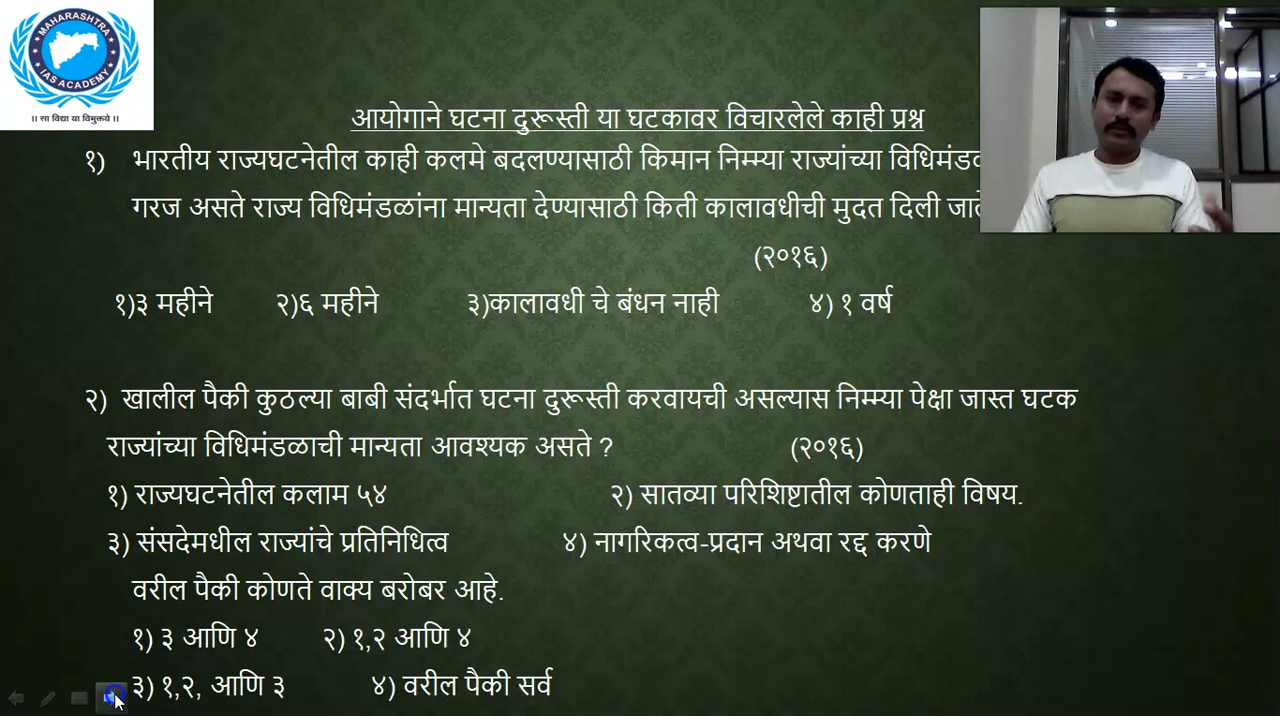 MAHARASHTRA
IAS ACADEMY
।। सा विद्या या विमुक्तये ।।
आयोगाने घटना दुरूस्ती या घटकावर विचारलेले काही प्रश्न
१) भारतीय राज्यघटनेतील काही कलमे बदलण्यासाठी किमान निम्म्या राज्यांच्या
गरज असते राज्य विधिमंडळांना मान्यता देण्यासाठी किती कालावधीची मुदत दिली
(२०१६)
१)३ महीने २)६ महीने ३)कालावधी चे बंधन नाही ४) १ वर्ष
२) खालील पैकी कुठल्या बाबी संदर्भात घटना दुरूस्ती करवायची असल्यास निम्म्या पेक्षा जास्त घटक
राज्यांच्या विधिमंडळाची मान्यता आवश्यक असते ? (२०१६)
१) राज्यघटनेतील कलाम ५४ २) सातव्या परिशिष्टातील कोणताही विषय.
३) संसदेमधील राज्यांचे प्रतिनिधित्व ४) नागरिकत्व-प्रदान अथवा रद्द करणे
वरील पैकी कोणते वाक्य बरोबर आहे.
१) ३ आणि ४ २) १,२ आणि ४
३) १,२, आणि ३ ४) वरील पैकी सर्व